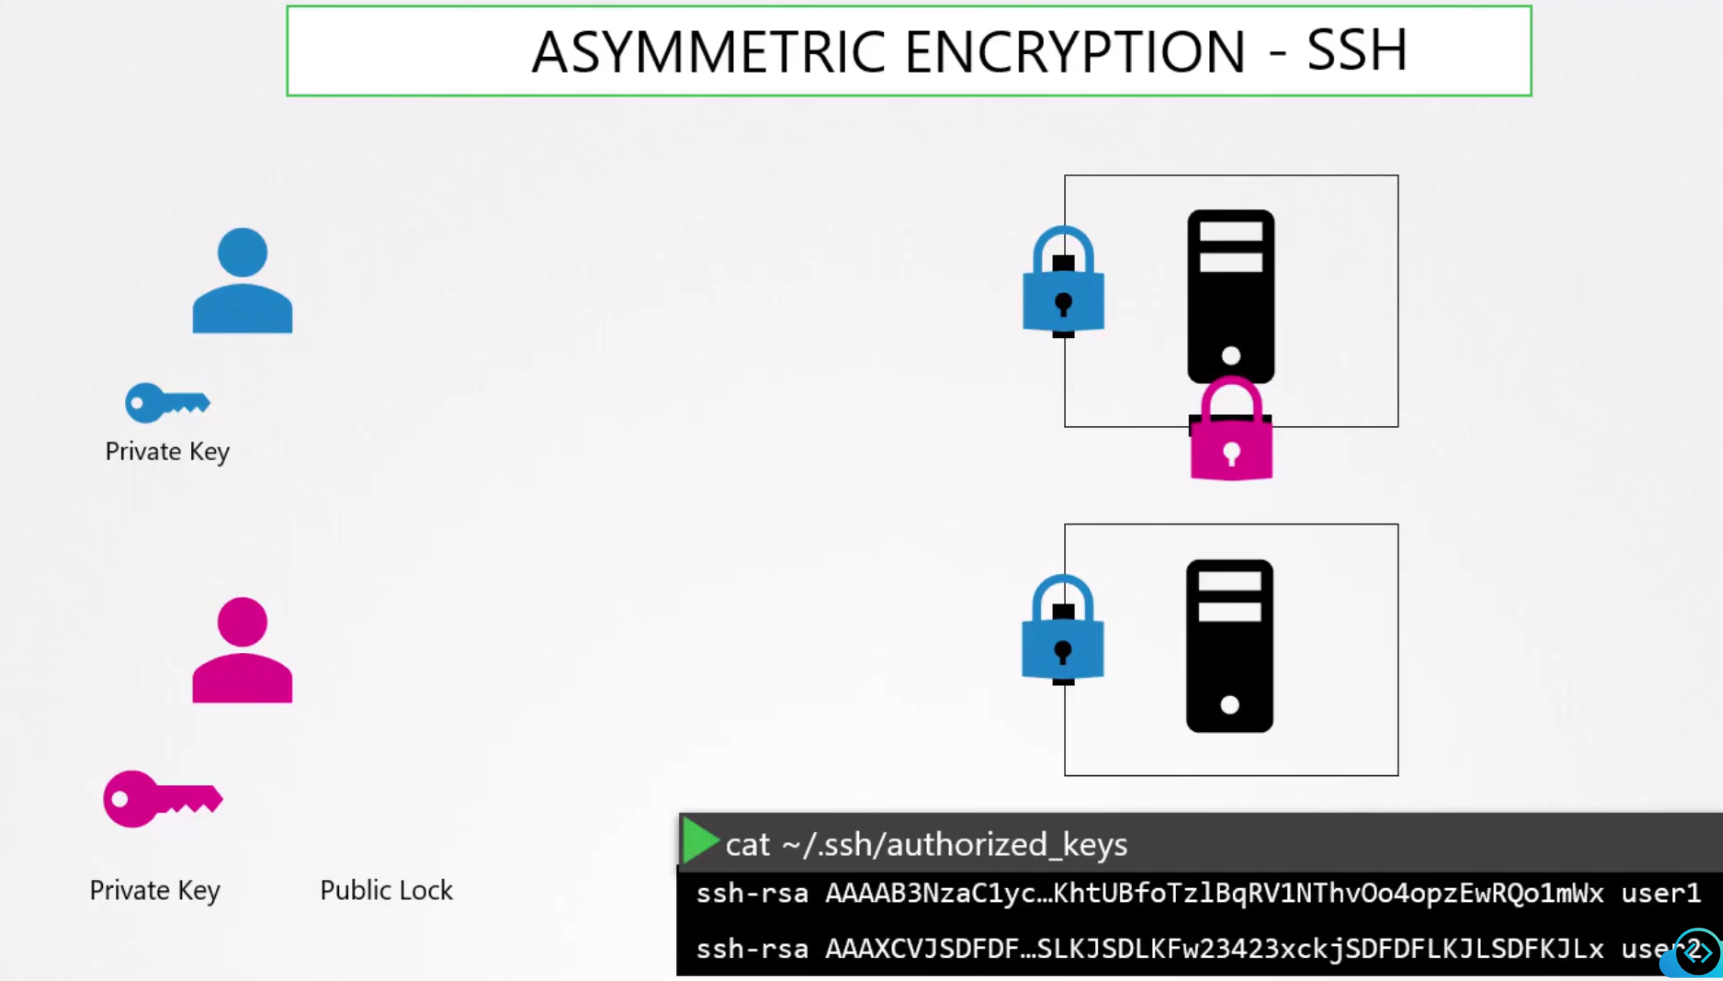 ASYMMETRIC ENCRYPTION - SSH
Private Key
Private Key
Public Lock
cat ~/.ssh/authorized_keys
ssh-rsa AAAAB3NzaC1yc…KhtUBfoTzlBqRV1NThvOo4opzEwRQo1mWx user1
ssh-rsa AAAXCVJSDFDF…SLKJSDLKFw23423xckjSDFDFLKJLSDFKJLx user2